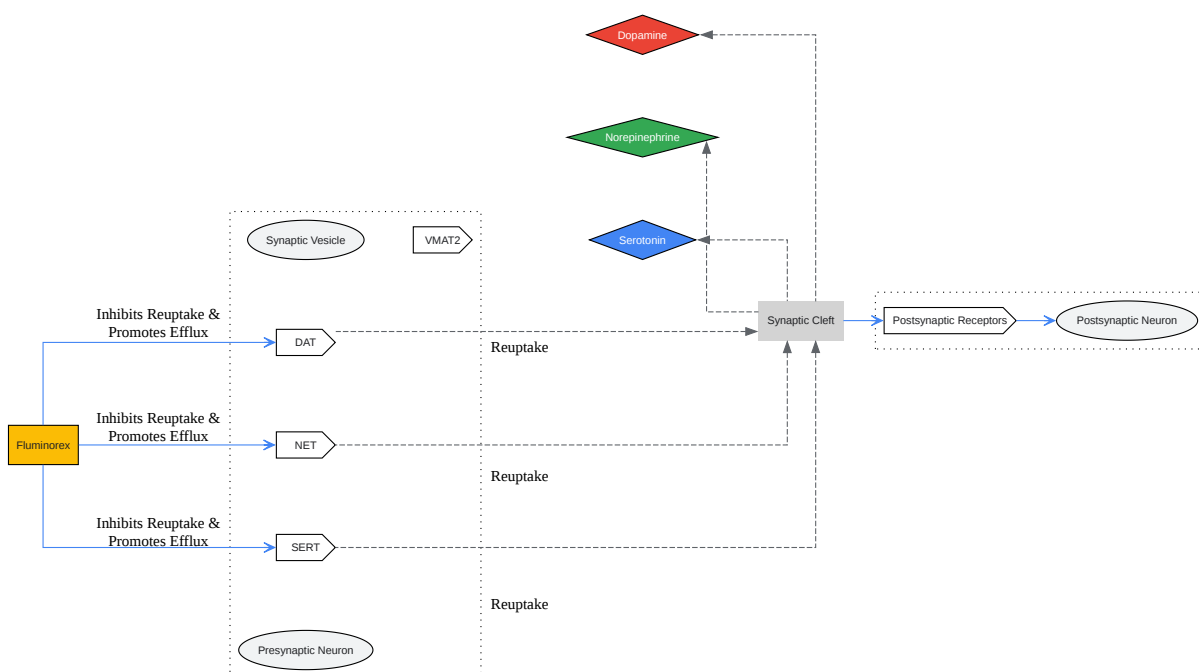 Dopamine
Norepinephrine
Synaptic Vesicle
VMAT2
Serotonin
Inhibits Reuptake &
Promotes Efflux
DAT
Reuptake
Synaptic Cleft
Postsynaptic Receptors
Postsynaptic Neuron
Inhibits Reuptake &
Promotes Efflux
Fluminorex
NET
Reuptake
Inhibits Reuptake &
Promotes Efflux
SERT
Reuptake
Presynaptic Neuron